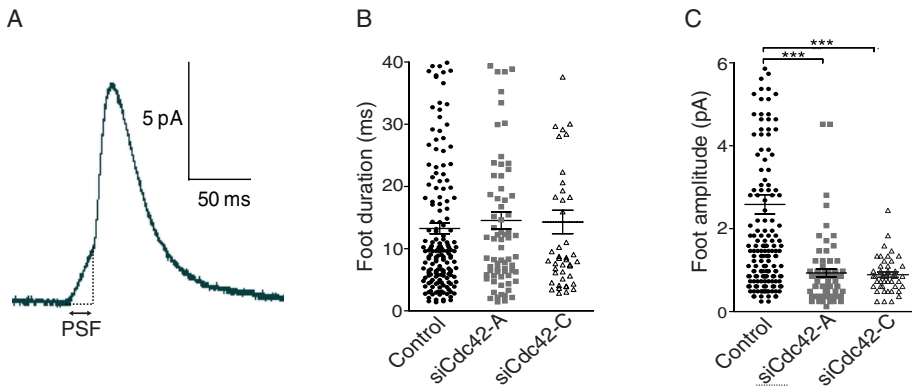 A
5 pA
50 ms
PSF
B
Foot duration (ms)
40
30
20
10
0
Control
siCdc42-A
siCdc42-C
C
Foot amplitude (pA)
6
4
2
0
***
***
Control
siCdc42-A
siCdc42-C